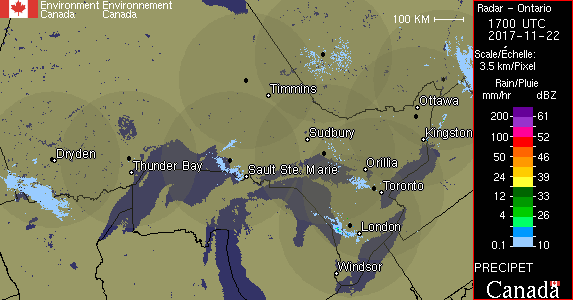 Environment Environnement
Canada Canada
Radar - Ontario
1700 UTC
2017-11-22
100 KM
Scale/Échelle:
3.5 km/Pixel
Rain/Pluie
mm/hr dBZ
200 61
100 52
50 46
24 39
12 33
4 26
0.1 10
PRECIPET
Canada
Timmins
Ottawa
Sudbury
Kingston
Dryden
Thunder Bay
Sault Ste. Marie
Orillia
Toronto
London
Windsor